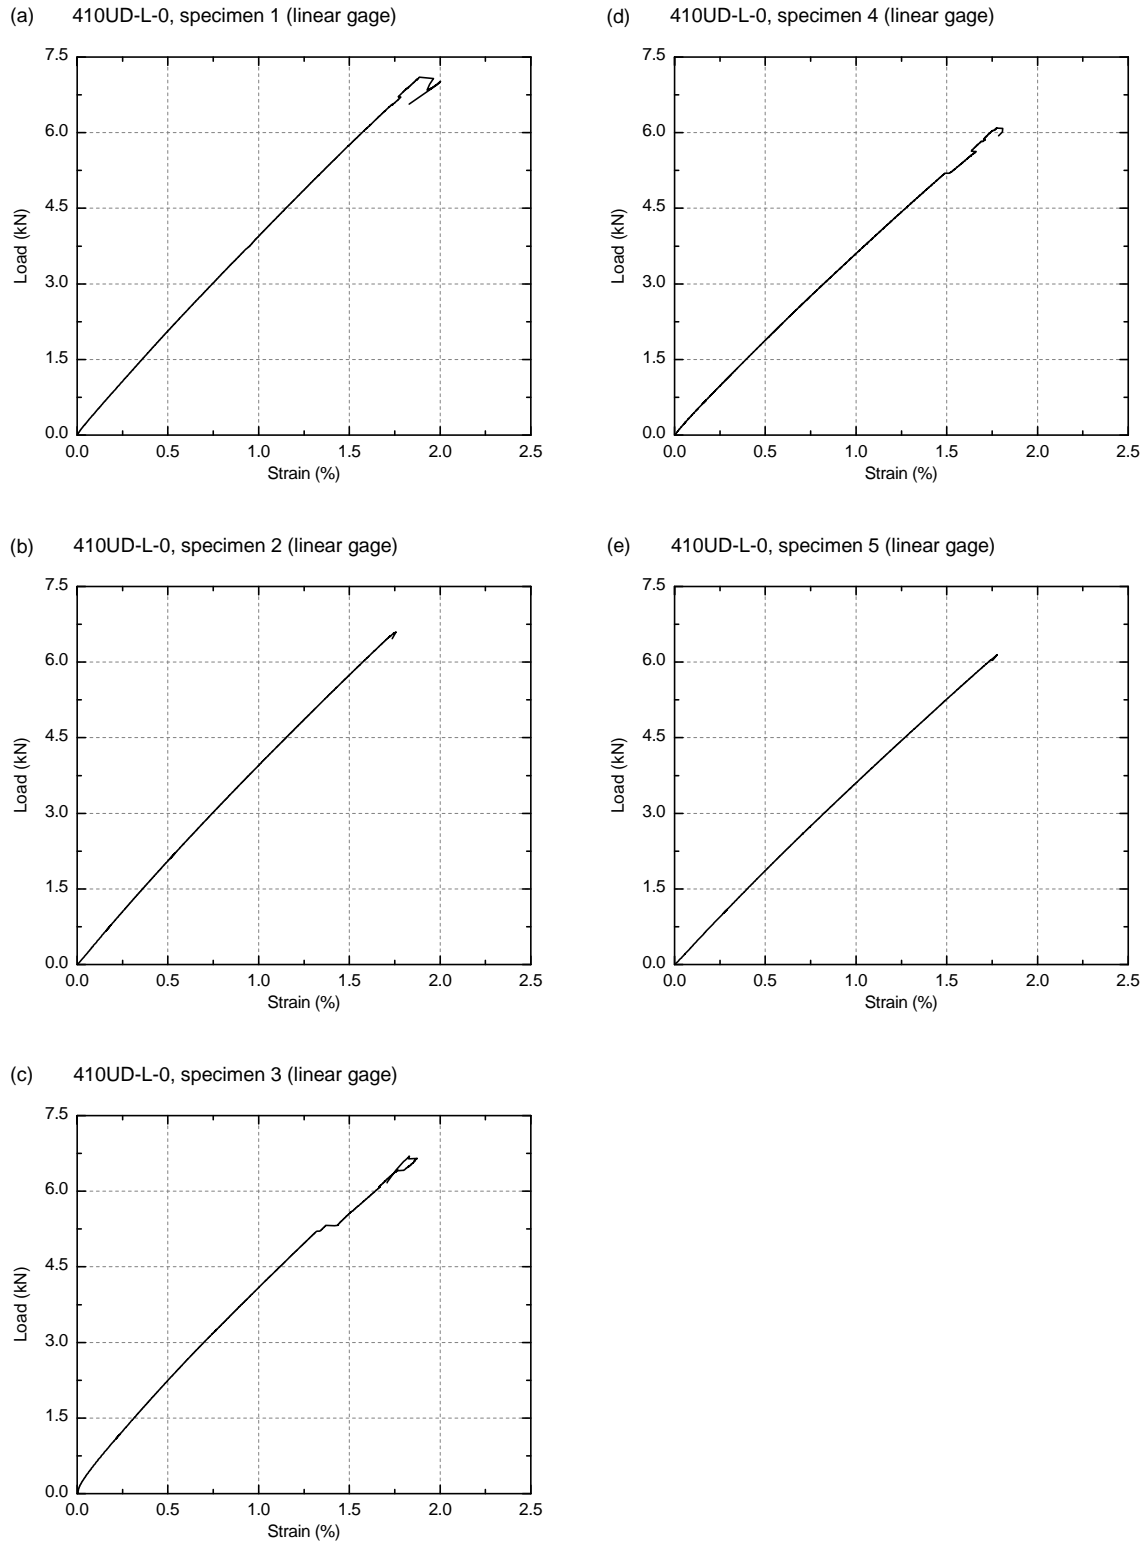 (a) 410UD-L-0, specimen 1 (linear gage)
7.5
6.0
4.5
3.0
1.5
0.0
Load (kN)
0.0 0.5 1.0 1.5 2.0 2.5
Strain (%)
(d) 410UD-L-0, specimen 4 (linear gage)
7.5
6.0
4.5
3.0
1.5
0.0
Load (kN)
0.0 0.5 1.0 1.5 2.0 2.5
Strain (%)
(b) 410UD-L-0, specimen 2 (linear gage)
7.5
6.0
4.5
3.0
1.5
0.0
Load (kN)
0.0 0.5 1.0 1.5 2.0 2.5
Strain (%)
(e) 410UD-L-0, specimen 5 (linear gage)
7.5
6.0
4.5
3.0
1.5
0.0
Load (kN)
0.0 0.5 1.0 1.5 2.0 2.5
Strain (%)
(c) 410UD-L-0, specimen 3 (linear gage)
7.5
6.0
4.5
3.0
1.5
0.0
Load (kN)
0.0 0.5 1.0 1.5 2.0 2.5
Strain (%)